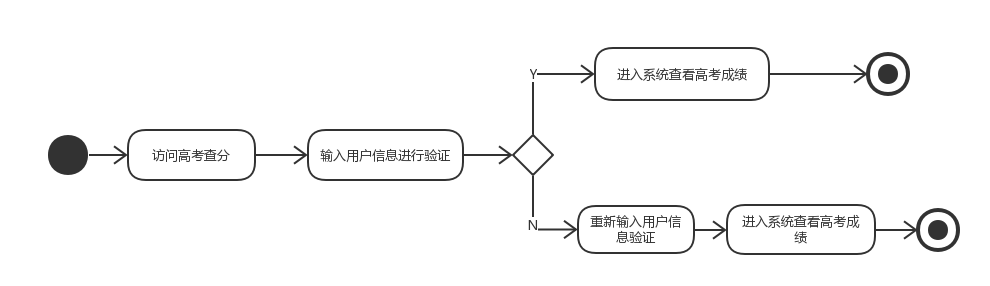 访问高考查分
输入用户信息进行验证
Y
进入系统查看高考成绩
N
重新输入用户信
息验证
进入系统查看高考成
绩